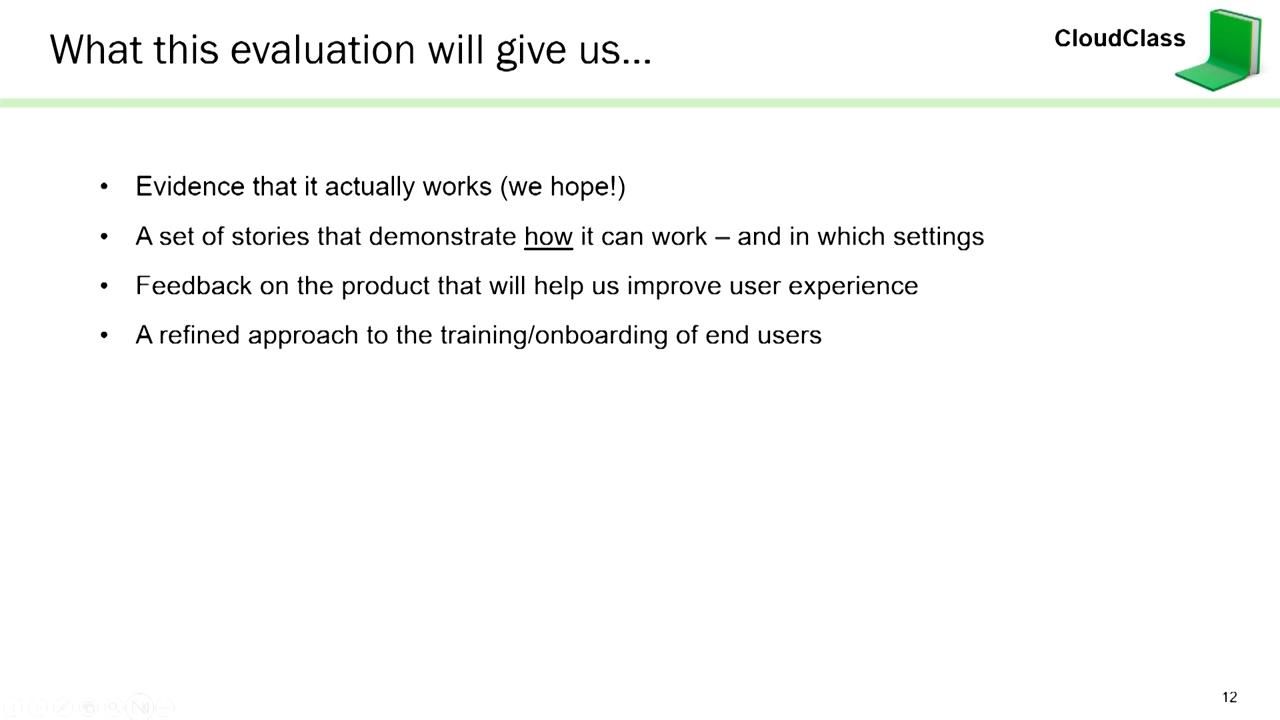 What this evaluation will give us...
CloudClass
• Evidence that it actually works (we hope!)
• A set of stories that demonstrate how it can work – and in which settings
• Feedback on the product that will help us improve user experience
• A refined approach to the training/onboarding of end users
12